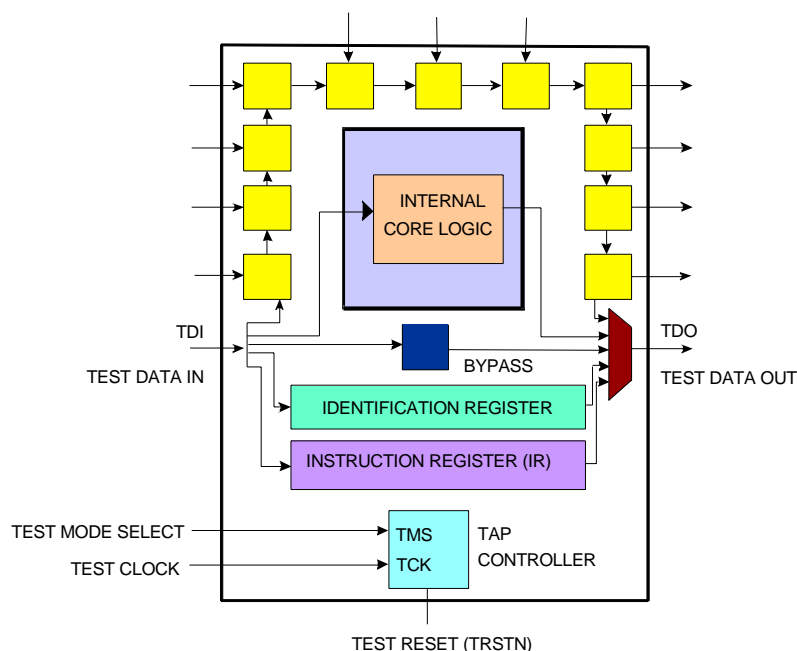 INTERNAL
CORE LOGIC
TDI
TDO
TEST DATA IN
BYPASS
TEST DATA OUT
IDENTIFICATION REGISTER
INSTRUCTION REGISTER (IR)
TEST MODE SELECT
TMS
TAP
CONTROLLER
TEST CLOCK
TCK
TEST RESET (TRSTN)